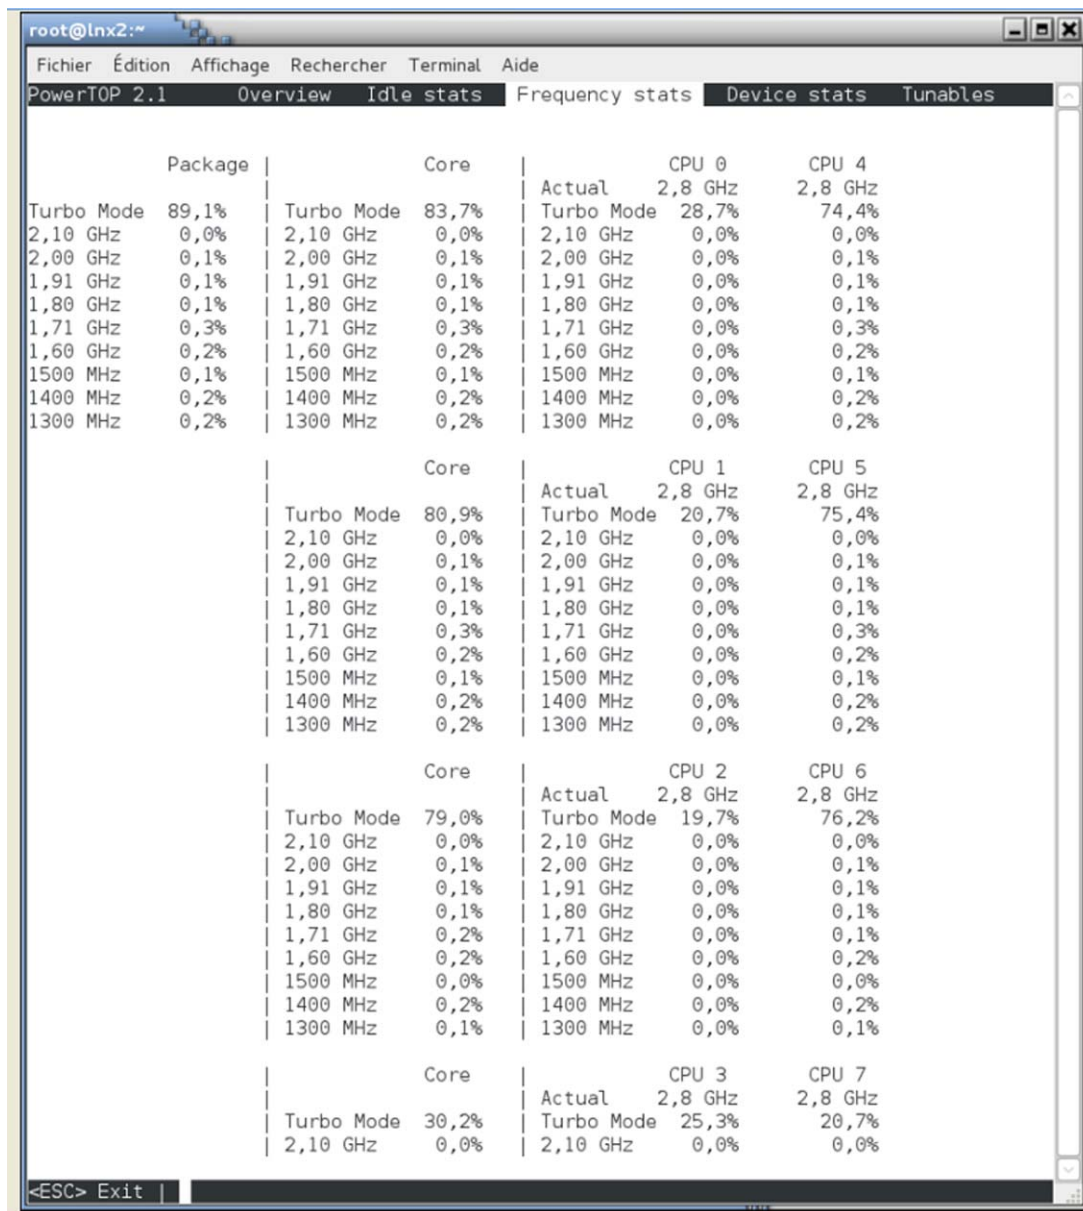 root@lnx2:~
Fichier Édition Affichage Rechercher Terminal Aide
PowerTOP 2.1 Overview Idle stats Frequency stats Device stats Tunables
Package | Core | CPU 0 CPU 4
| | Actual 2,8 GHz 2,8 GHz
Turbo Mode 89,1% | Turbo Mode 83,7% | Turbo Mode 28,7% 74,4%
2,10 GHz 0,0% | 2,10 GHz 0,0% | 2,10 GHz 0,0% 0,0%
2,00 GHz 0,1% | 2,00 GHz 0,1% | 2,00 GHz 0,0% 0,1%
1,91 GHz 0,1% | 1,91 GHz 0,1% | 1,91 GHz 0,0% 0,1%
1,80 GHz 0,1% | 1,80 GHz 0,1% | 1,80 GHz 0,0% 0,1%
1,71 GHz 0,3% | 1,71 GHz 0,3% | 1,71 GHz 0,0% 0,3%
1,60 GHz 0,2% | 1,60 GHz 0,2% | 1,60 GHz 0,0% 0,2%
1500 MHz 0,1% | 1500 MHz 0,1% | 1500 MHz 0,0% 0,1%
1400 MHz 0,2% | 1400 MHz 0,2% | 1400 MHz 0,0% 0,2%
1300 MHz 0,2% | 1300 MHz 0,2% | 1300 MHz 0,0% 0,2%
| Core | CPU 1 CPU 5
| | Actual 2,8 GHz 2,8 GHz
| Turbo Mode 80,9% | Turbo Mode 20,7% 75,4%
| 2,10 GHz 0,0% | 2,10 GHz 0,0% 0,0%
| 2,00 GHz 0,1% | 2,00 GHz 0,0% 0,1%
| 1,91 GHz 0,1% | 1,91 GHz 0,0% 0,1%
| 1,80 GHz 0,1% | 1,80 GHz 0,0% 0,1%
| 1,71 GHz 0,3% | 1,71 GHz 0,0% 0,3%
| 1,60 GHz 0,2% | 1,60 GHz 0,0% 0,2%
| 1500 MHz 0,1% | 1500 MHz 0,0% 0,1%
| 1400 MHz 0,2% | 1400 MHz 0,0% 0,2%
| 1300 MHz 0,2% | 1300 MHz 0,0% 0,2%
| Core | CPU 2 CPU 6
| | Actual 2,8 GHz 2,8 GHz
| Turbo Mode 79,0% | Turbo Mode 19,7% 76,2%
| 2,10 GHz 0,0% | 2,10 GHz 0,0% 0,0%
| 2,00 GHz 0,1% | 2,00 GHz 0,0% 0,1%
| 1,91 GHz 0,1% | 1,91 GHz 0,0% 0,1%
| 1,80 GHz 0,1% | 1,80 GHz 0,0% 0,1%
| 1,71 GHz 0,2% | 1,71 GHz 0,0% 0,1%
| 1,60 GHz 0,2% | 1,60 GHz 0,0% 0,2%
| 1500 MHz 0,0% | 1500 MHz 0,0% 0,0%
| 1400 MHz 0,2% | 1400 MHz 0,0% 0,2%
| 1300 MHz 0,1% | 1300 MHz 0,0% 0,1%
| Core | CPU 3 CPU 7
| | Actual 2,8 GHz 2,8 GHz
| Turbo Mode 30,2% | Turbo Mode 25,3% 20,7%
| 2,10 GHz 0,0% | 2,10 GHz 0,0% 0,0%
<ESC> Exit |